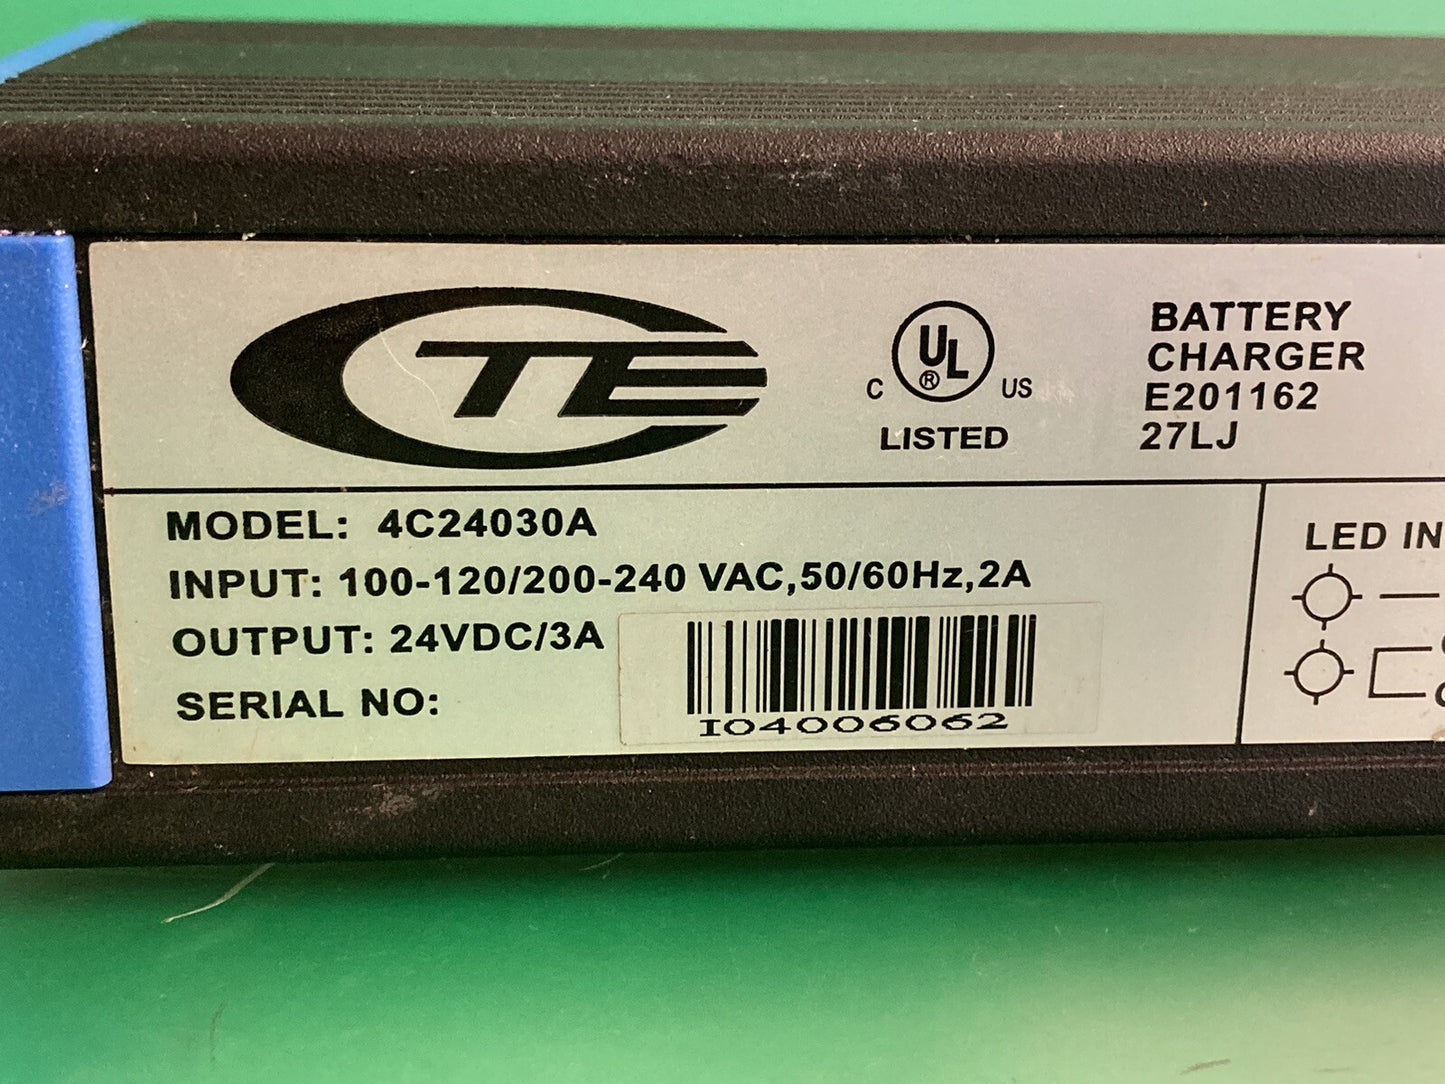 CTE
C UL ® US
LISTED
BATTERY
CHARGER
E201162
27LJ
MODEL: 4C24030A
INPUT: 100-120/200-240 VAC,50/60Hz,2A
OUTPUT: 24VDC/3A
SERIAL NO:
I04006062
LED IN